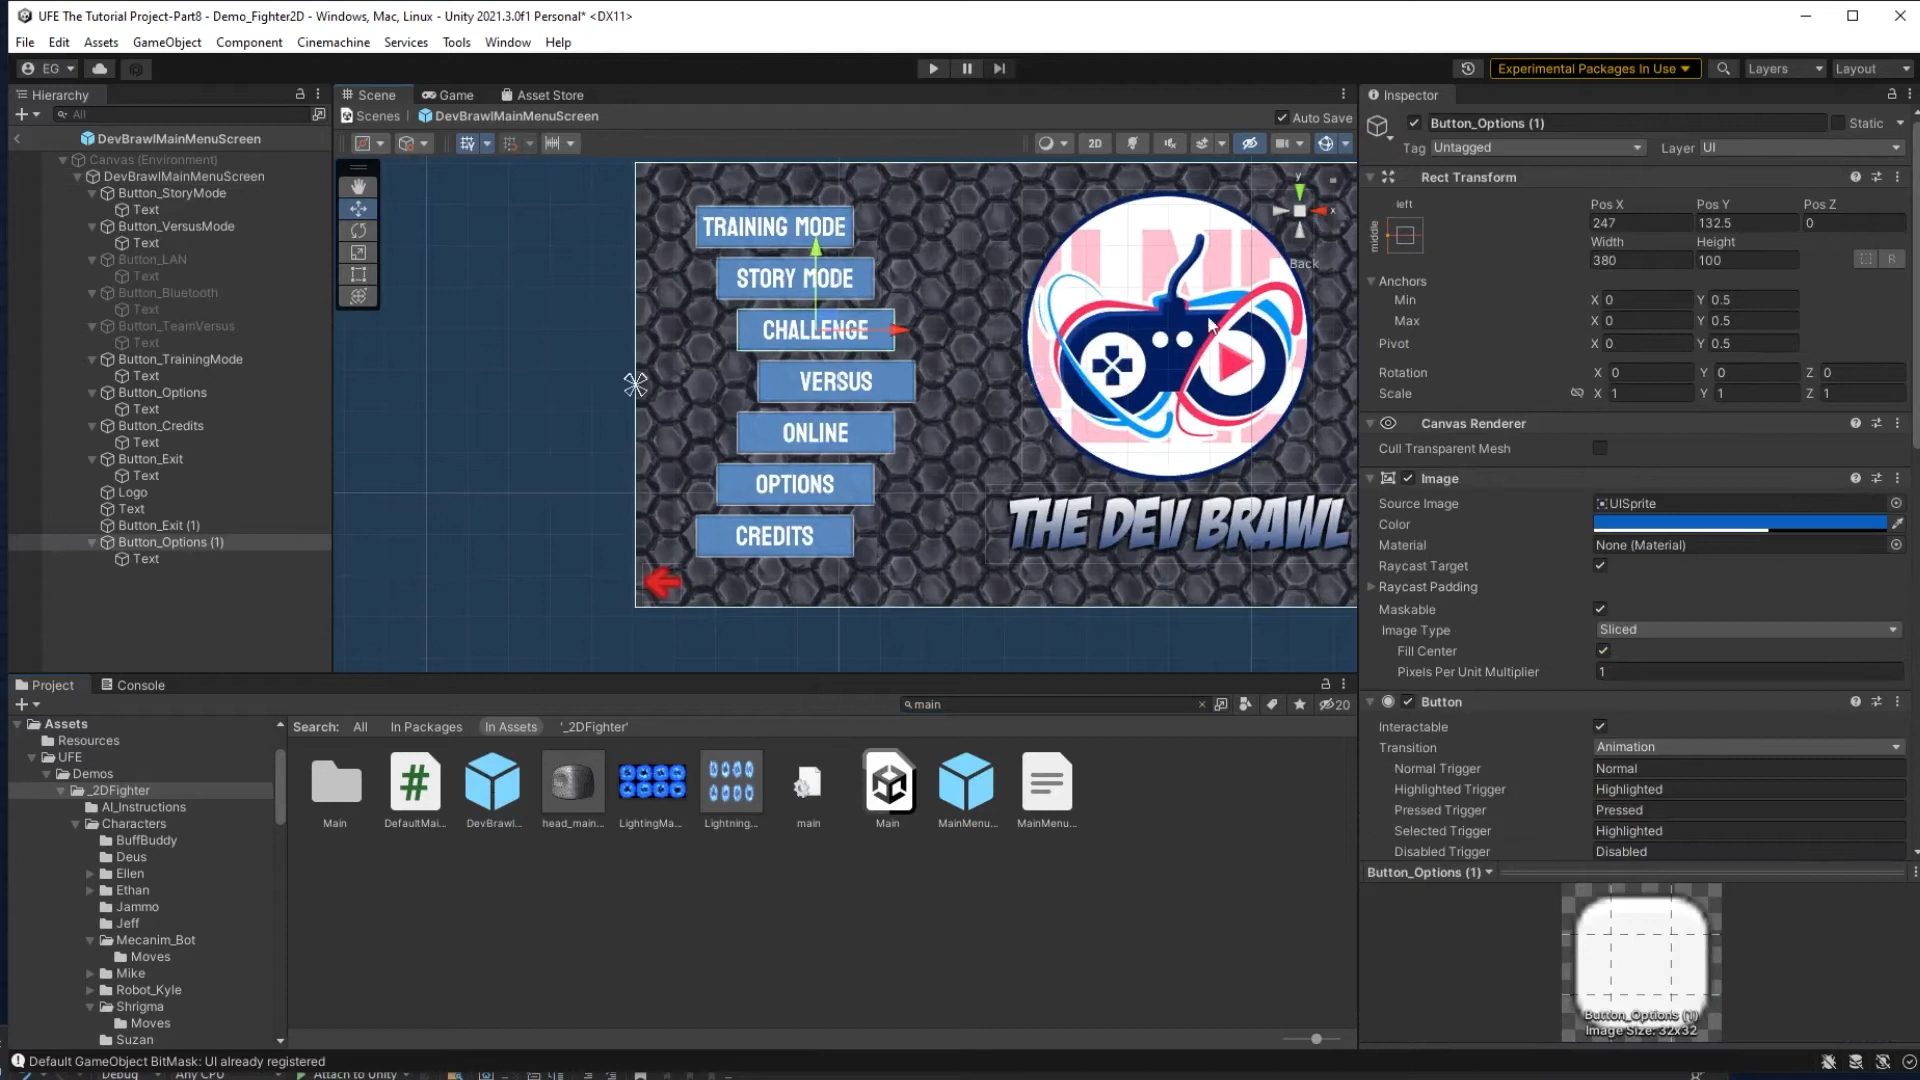 UFE The Tutorial Project-Part8 - Demo_Fighter2D - Windows, Mac, Linux - Unity 2021.3.0f1 Personal* <DX11>
File Edit Assets GameObject Component Cinemachine Services Tools Window Help
EG
Experimental Packages In Use
Layers
Layout
Hierarchy
All
DevBrawlMainMenuScreen
Canvas (Environment)
DevBrawlMainMenuScreen
Button_StoryMode
Text
Button_VersusMode
Text
Button_LAN
Text
Button_Bluetooth
Text
Button_TeamVersus
Text
Button_TrainingMode
Text
Button_Options
Text
Button_Credits
Text
Button_Exit
Text
Logo
Text
Button_Exit (1)
Button_Options (1)
Text
Scene Game Asset Store
Scenes DevBrawlMainMenuScreen
Auto Save
2D
TRAINING MODE
STORY MODE
CHALLENGE
VERSUS
ONLINE
OPTIONS
CREDITS
THE DEV BRAWL
y
x
Back
Inspector
Button_Options (1)
Static
Tag Untagged
Layer UI
Rect Transform
left
middle
Pos X Pos Y Pos Z
247 132.5 0
Width Height
380 100
R
Anchors
Min X 0 Y 0.5
Max X 0 Y 0.5
Pivot X 0 Y 0.5
Rotation X 0 Y 0 Z 0
Scale X 1 Y 1 Z 1
Canvas Renderer
Cull Transparent Mesh
Image
Source Image UISprite
Color
Material None (Material)
Raycast Target
Raycast Padding
Maskable
Image Type Sliced
Fill Center
Pixels Per Unit Multiplier 1
Button
Interactable
Transition Animation
Normal Trigger Normal
Highlighted Trigger Highlighted
Pressed Trigger Pressed
Selected Trigger Highlighted
Disabled Trigger Disabled
Button_Options (1)
Button_Options (1)
Image Size: 32x32
Project Console
main
20
Search: All In Packages In Assets '_2DFighter'
Assets
Resources
UFE
Demos
_2DFighter
AI_Instructions
Characters
BuffBuddy
Deus
Ellen
Ethan
Jammo
Jeff
Mecanim_Bot
Moves
Mike
Robot_Kyle
Shrigma
Moves
Suzan
Main DefaultMai... DevBrawl... head_main... LightingMa... Lightning... main Main MainMenu... MainMenu...
Default GameObject BitMask: UI already registered
Debug Any CPU Attach to Unity